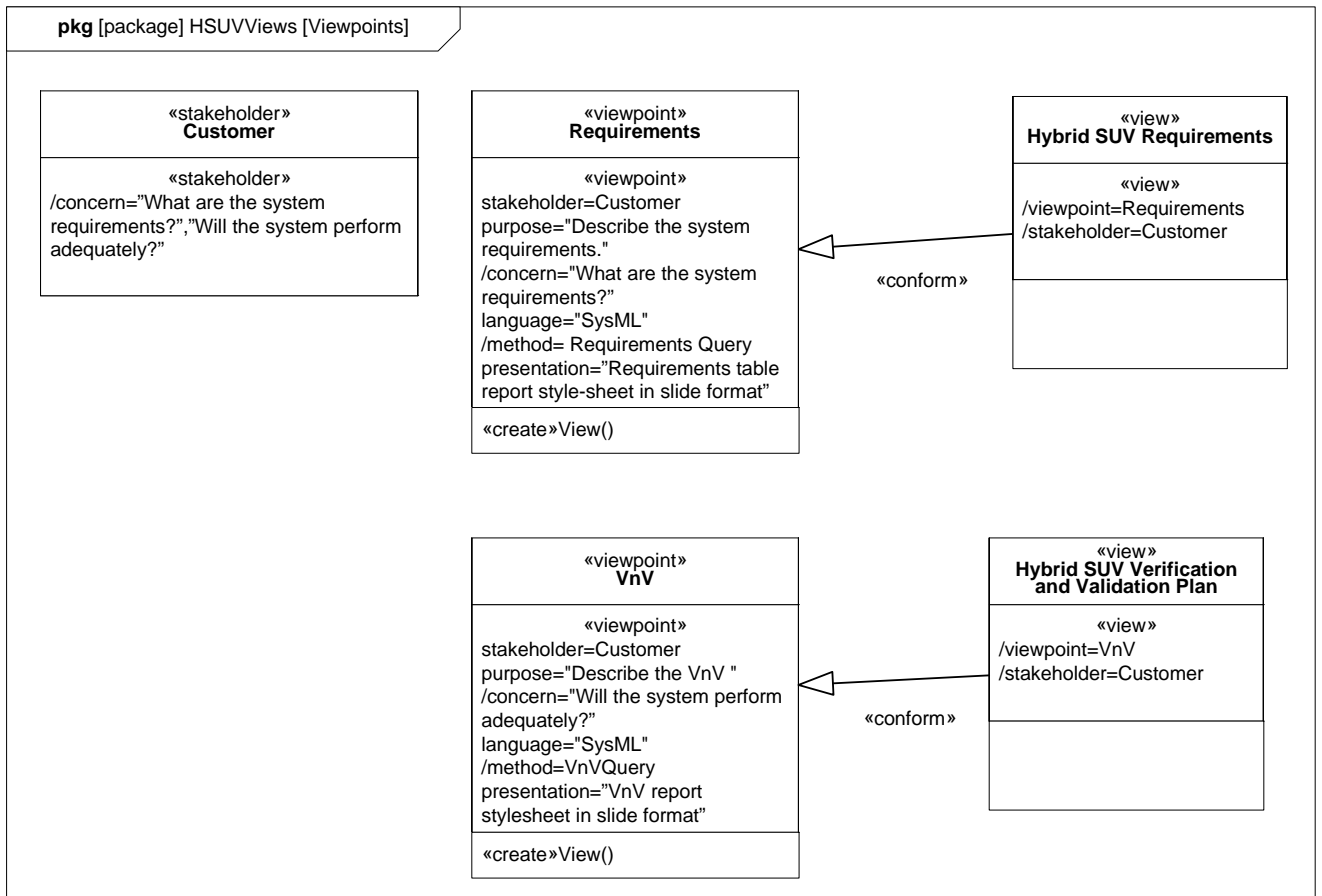 pkg [package] HSUVViews [Viewpoints]
«stakeholder»
Customer
«stakeholder»
/concern=”What are the system
requirements?”,”Will the system perform
adequately?”
«viewpoint»
Requirements
«viewpoint»
stakeholder=Customer
purpose="Describe the system
requirements."
/concern="What are the system
requirements?”
language="SysML"
/method= Requirements Query
presentation=”Requirements table
report style-sheet in slide format”
«create»View()
«conform»
«view»
Hybrid SUV Requirements
«view»
/viewpoint=Requirements
/stakeholder=Customer
«viewpoint»
VnV
«viewpoint»
stakeholder=Customer
purpose="Describe the VnV "
/concern="Will the system perform
adequately?”
language="SysML"
/method=VnVQuery
presentation=”VnV report
stylesheet in slide format”
«create»View()
«conform»
«view»
Hybrid SUV Verification
and Validation Plan
«view»
/viewpoint=VnV
/stakeholder=Customer